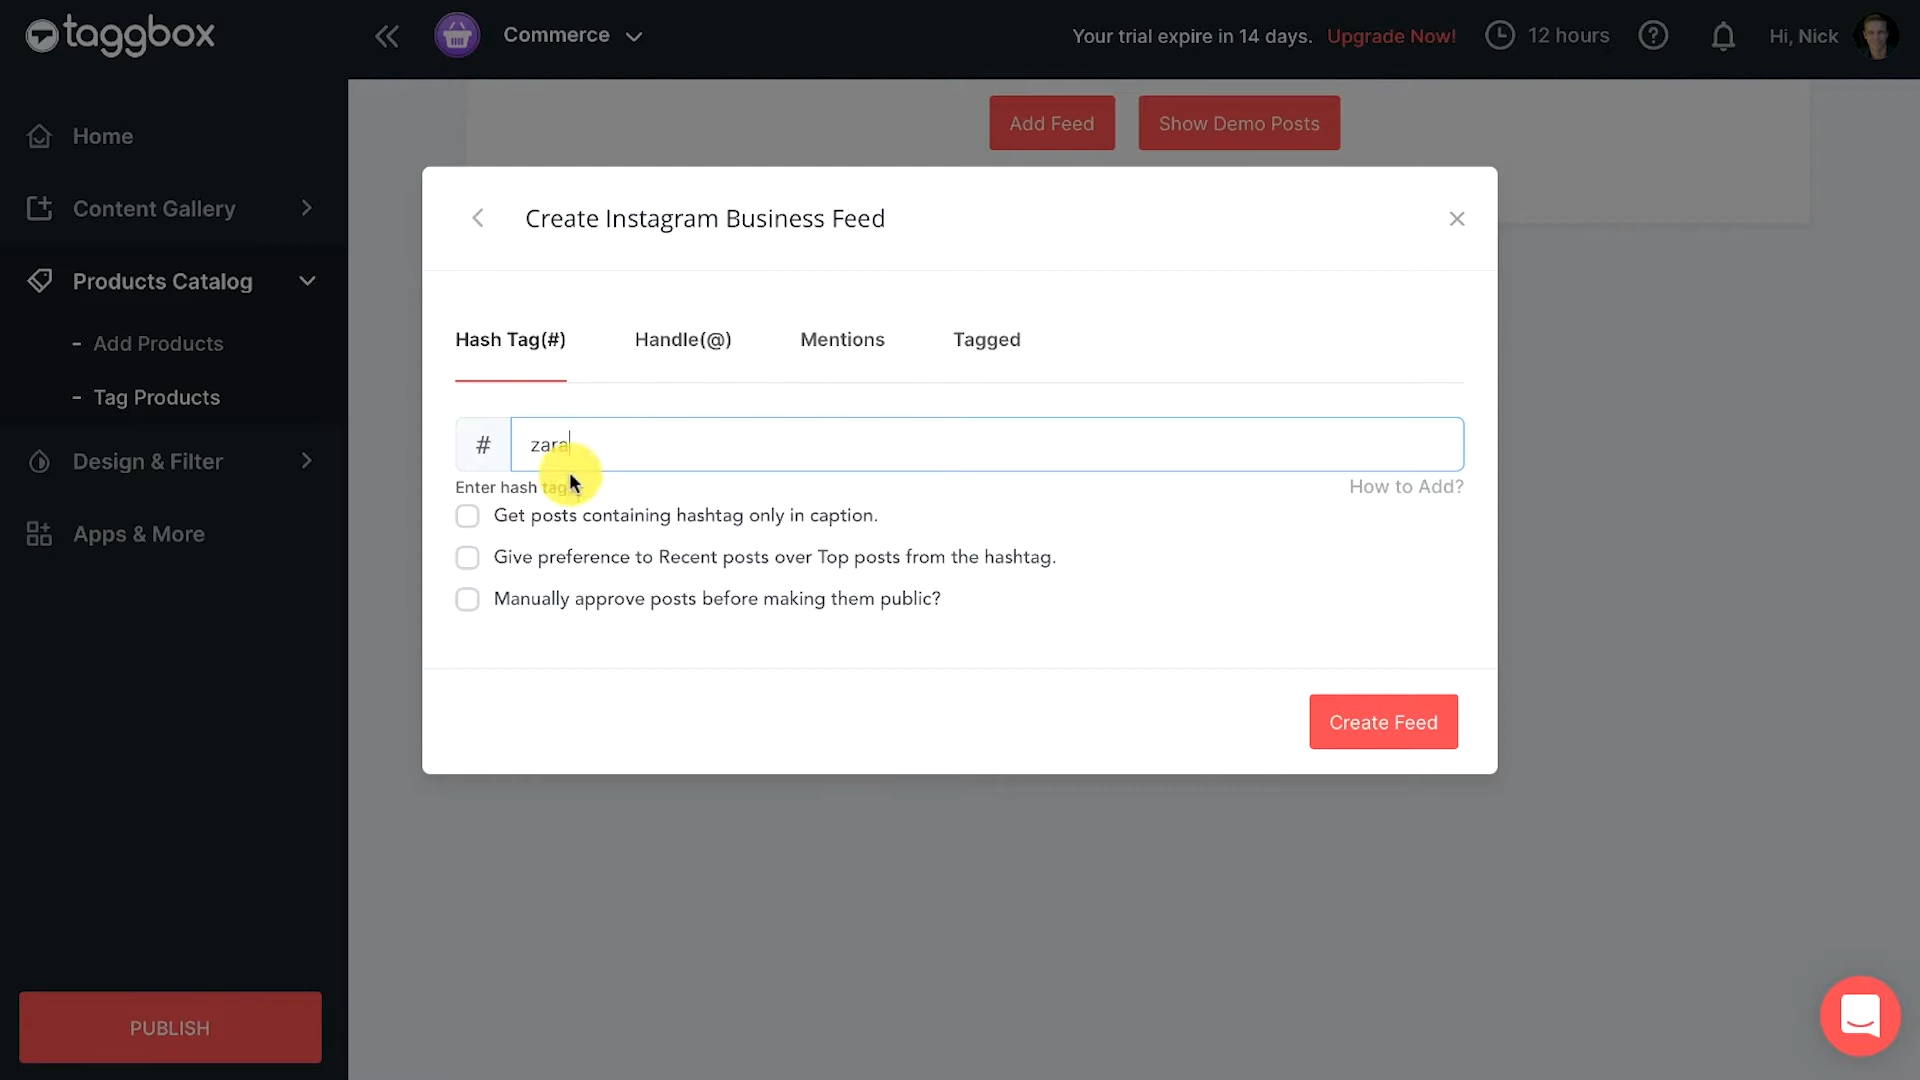 taggbox
Commerce
Your trial expire in 14 days. Upgrade Now!
12 hours
?
Hi, Nick
Home
Content Gallery
Products Catalog
- Add Products
- Tag Products
Design & Filter
Apps & More
PUBLISH
Add Feed
Show Demo Posts
Create Instagram Business Feed
Hash Tag(#)
Handle(@)
Mentions
Tagged
# zara
Enter hash tag
How to Add?
Get posts containing hashtag only in caption.
Give preference to Recent posts over Top posts from the hashtag.
Manually approve posts before making them public?
Create Feed